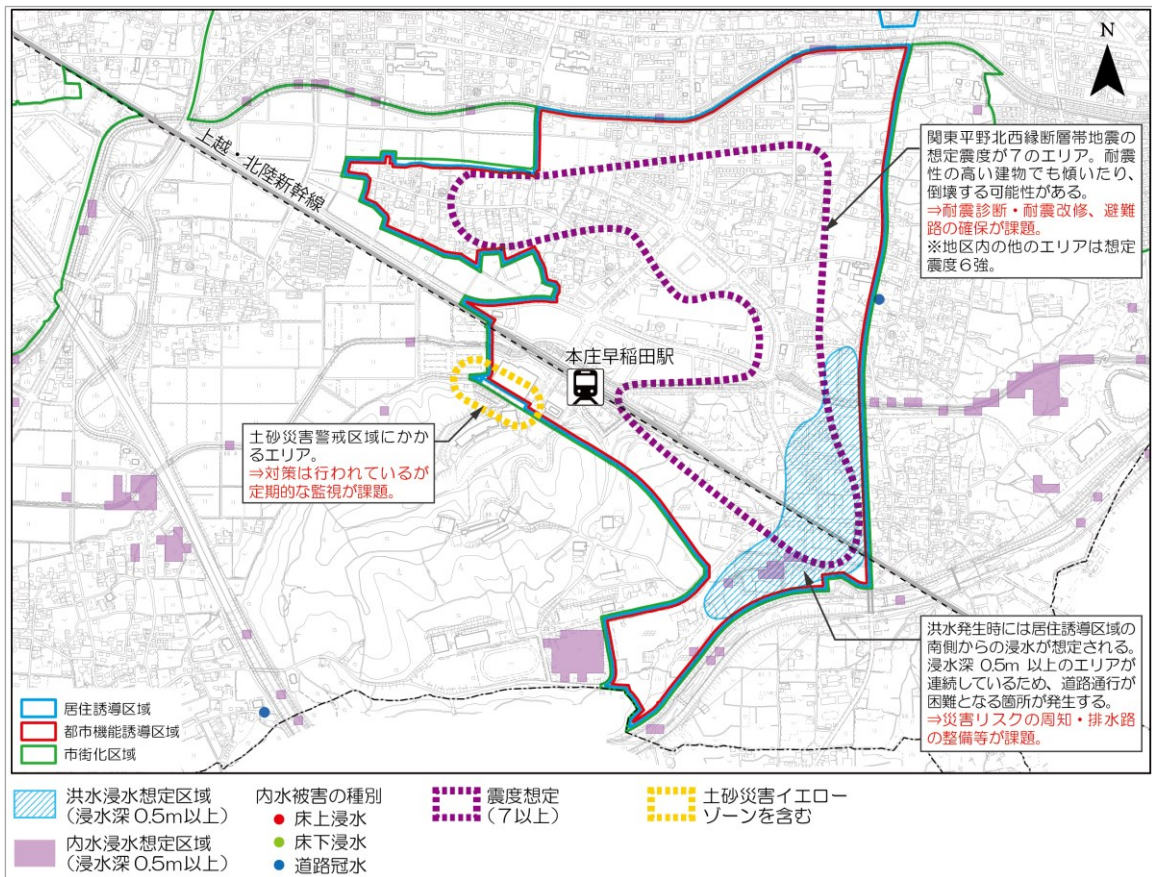 N
関東平野北西縁断層帯地震の
想定震度が7のエリア。耐震
性の高い建物でも傾いたり、
倒壊する可能性がある。
⇒耐震診断・耐震改修、避難
路の確保が課題。
※地区内の他のエリアは想定
震度6強。
上越・北陸新幹線
本庄早稲田駅
土砂災害警戒区域にかか
るエリア。
⇒対策は行われているが
定期的な監視が課題。
洪水発生時には居住誘導区域の
南側からの浸水が想定される。
浸水深 0.5m 以上のエリアが
連続しているため、道路通行が
困難となる箇所が発生する。
⇒災害リスクの周知・排水路
の整備等が課題。
居住誘導区域
都市機能誘導区域
市街化区域
洪水浸水想定区域
(浸水深 0.5m以上)
内水浸水想定区域
(浸水深 0.5m以上)
内水被害の種別
床上浸水
床下浸水
道路冠水
震度想定
(7以上)
土砂災害イエロー
ゾーンを含む